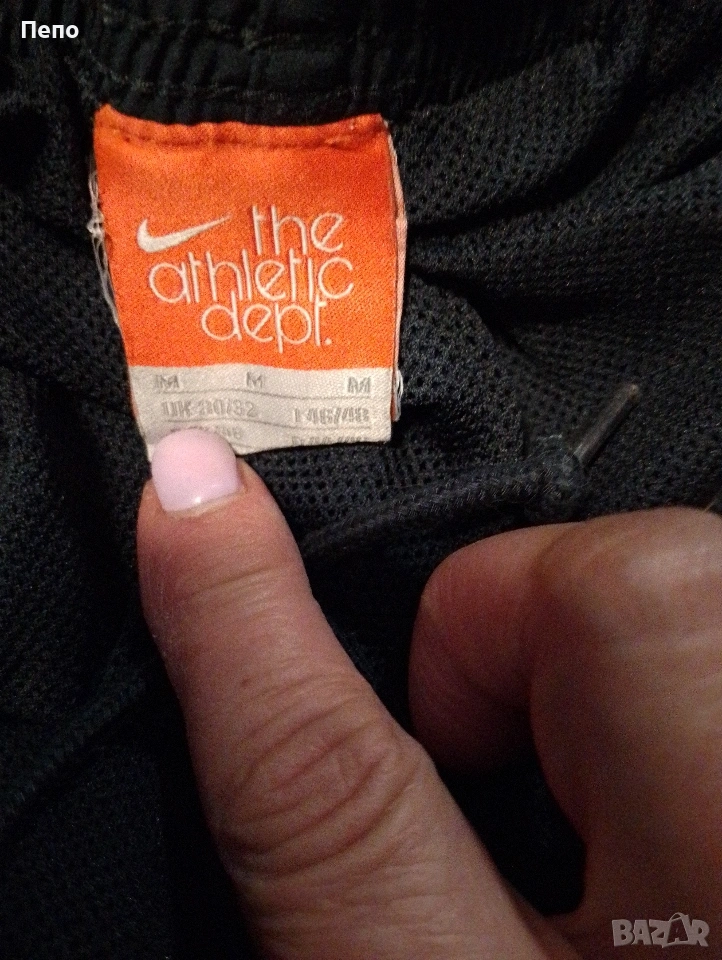 Пепо
the
athletic
dept.
M M M
UK 30/32 I 46/48
BAZAR